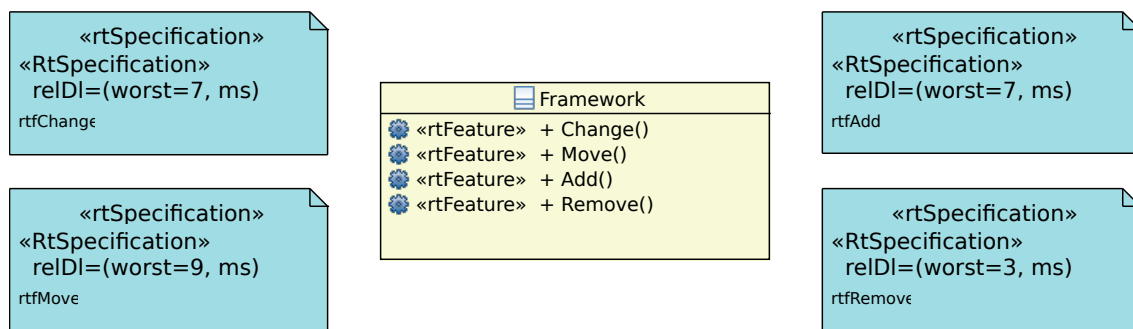 «rtSpecification»
«RtSpecification»
relDl=(worst=7, ms)
rtfChange
«rtSpecification»
«RtSpecification»
relDl=(worst=9, ms)
rtfMove
Framework
«rtFeature» + Change()
«rtFeature» + Move()
«rtFeature» + Add()
«rtFeature» + Remove()
«rtSpecification»
«RtSpecification»
relDl=(worst=7, ms)
rtfAdd
«rtSpecification»
«RtSpecification»
relDl=(worst=3, ms)
rtfRemove